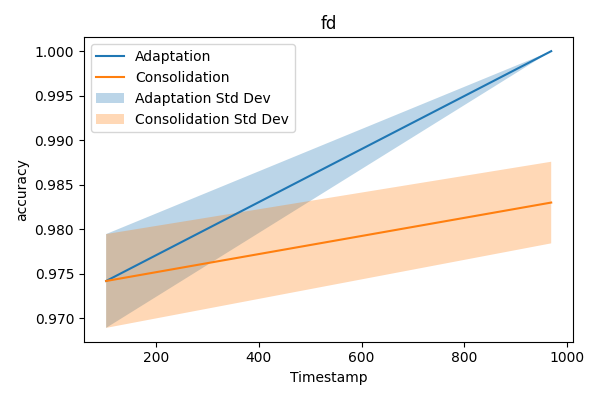 fd
1.000
0.995
0.990
0.985
0.980
0.975
0.970
accuracy
Adaptation
Consolidation
Adaptation Std Dev
Consolidation Std Dev
200
400
600
800
1000
Timestamp